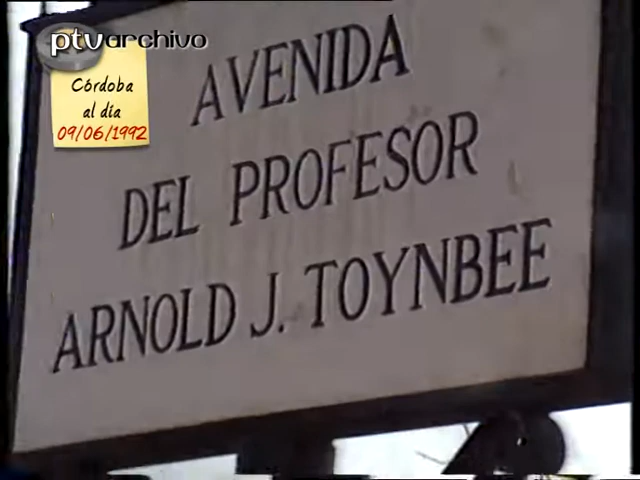 ptvarchivo
Córdoba
al día
09/06/1992
AVENIDA
DEL PROFESOR
ARNOLD J. TOYNBEE